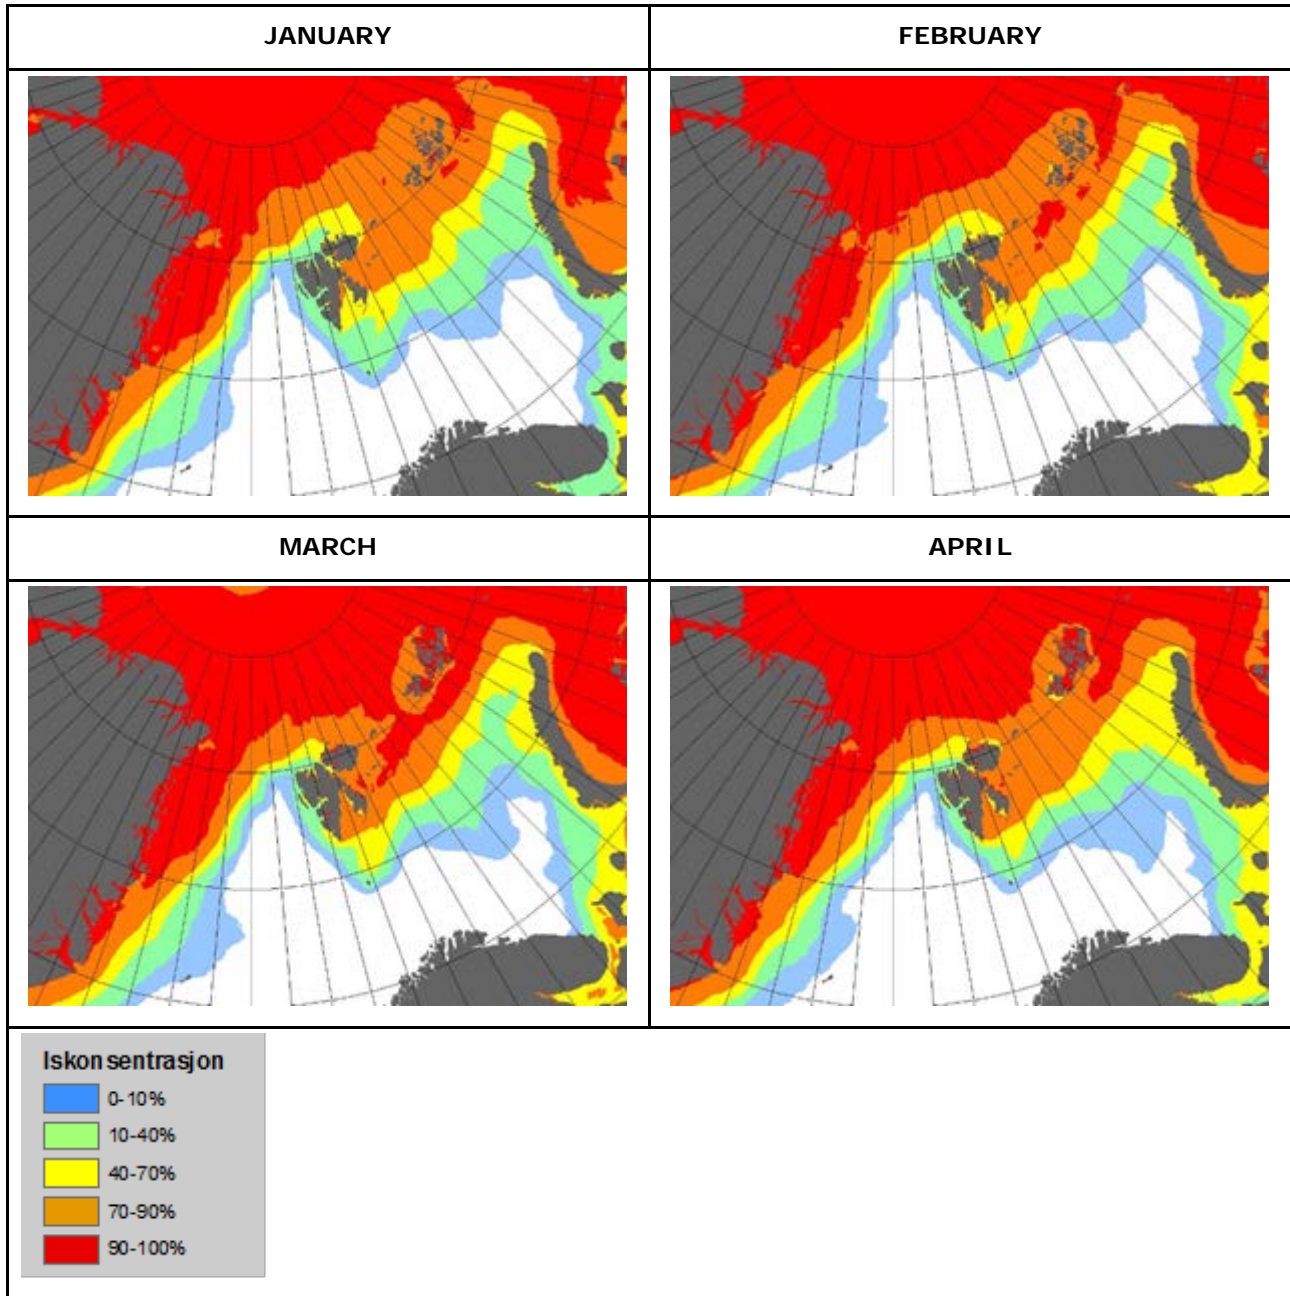 JANUARY
FEBRUARY
MARCH
APRIL
Iskonsentrasjon
0-10%
10-40%
40-70%
70-90%
90-100%